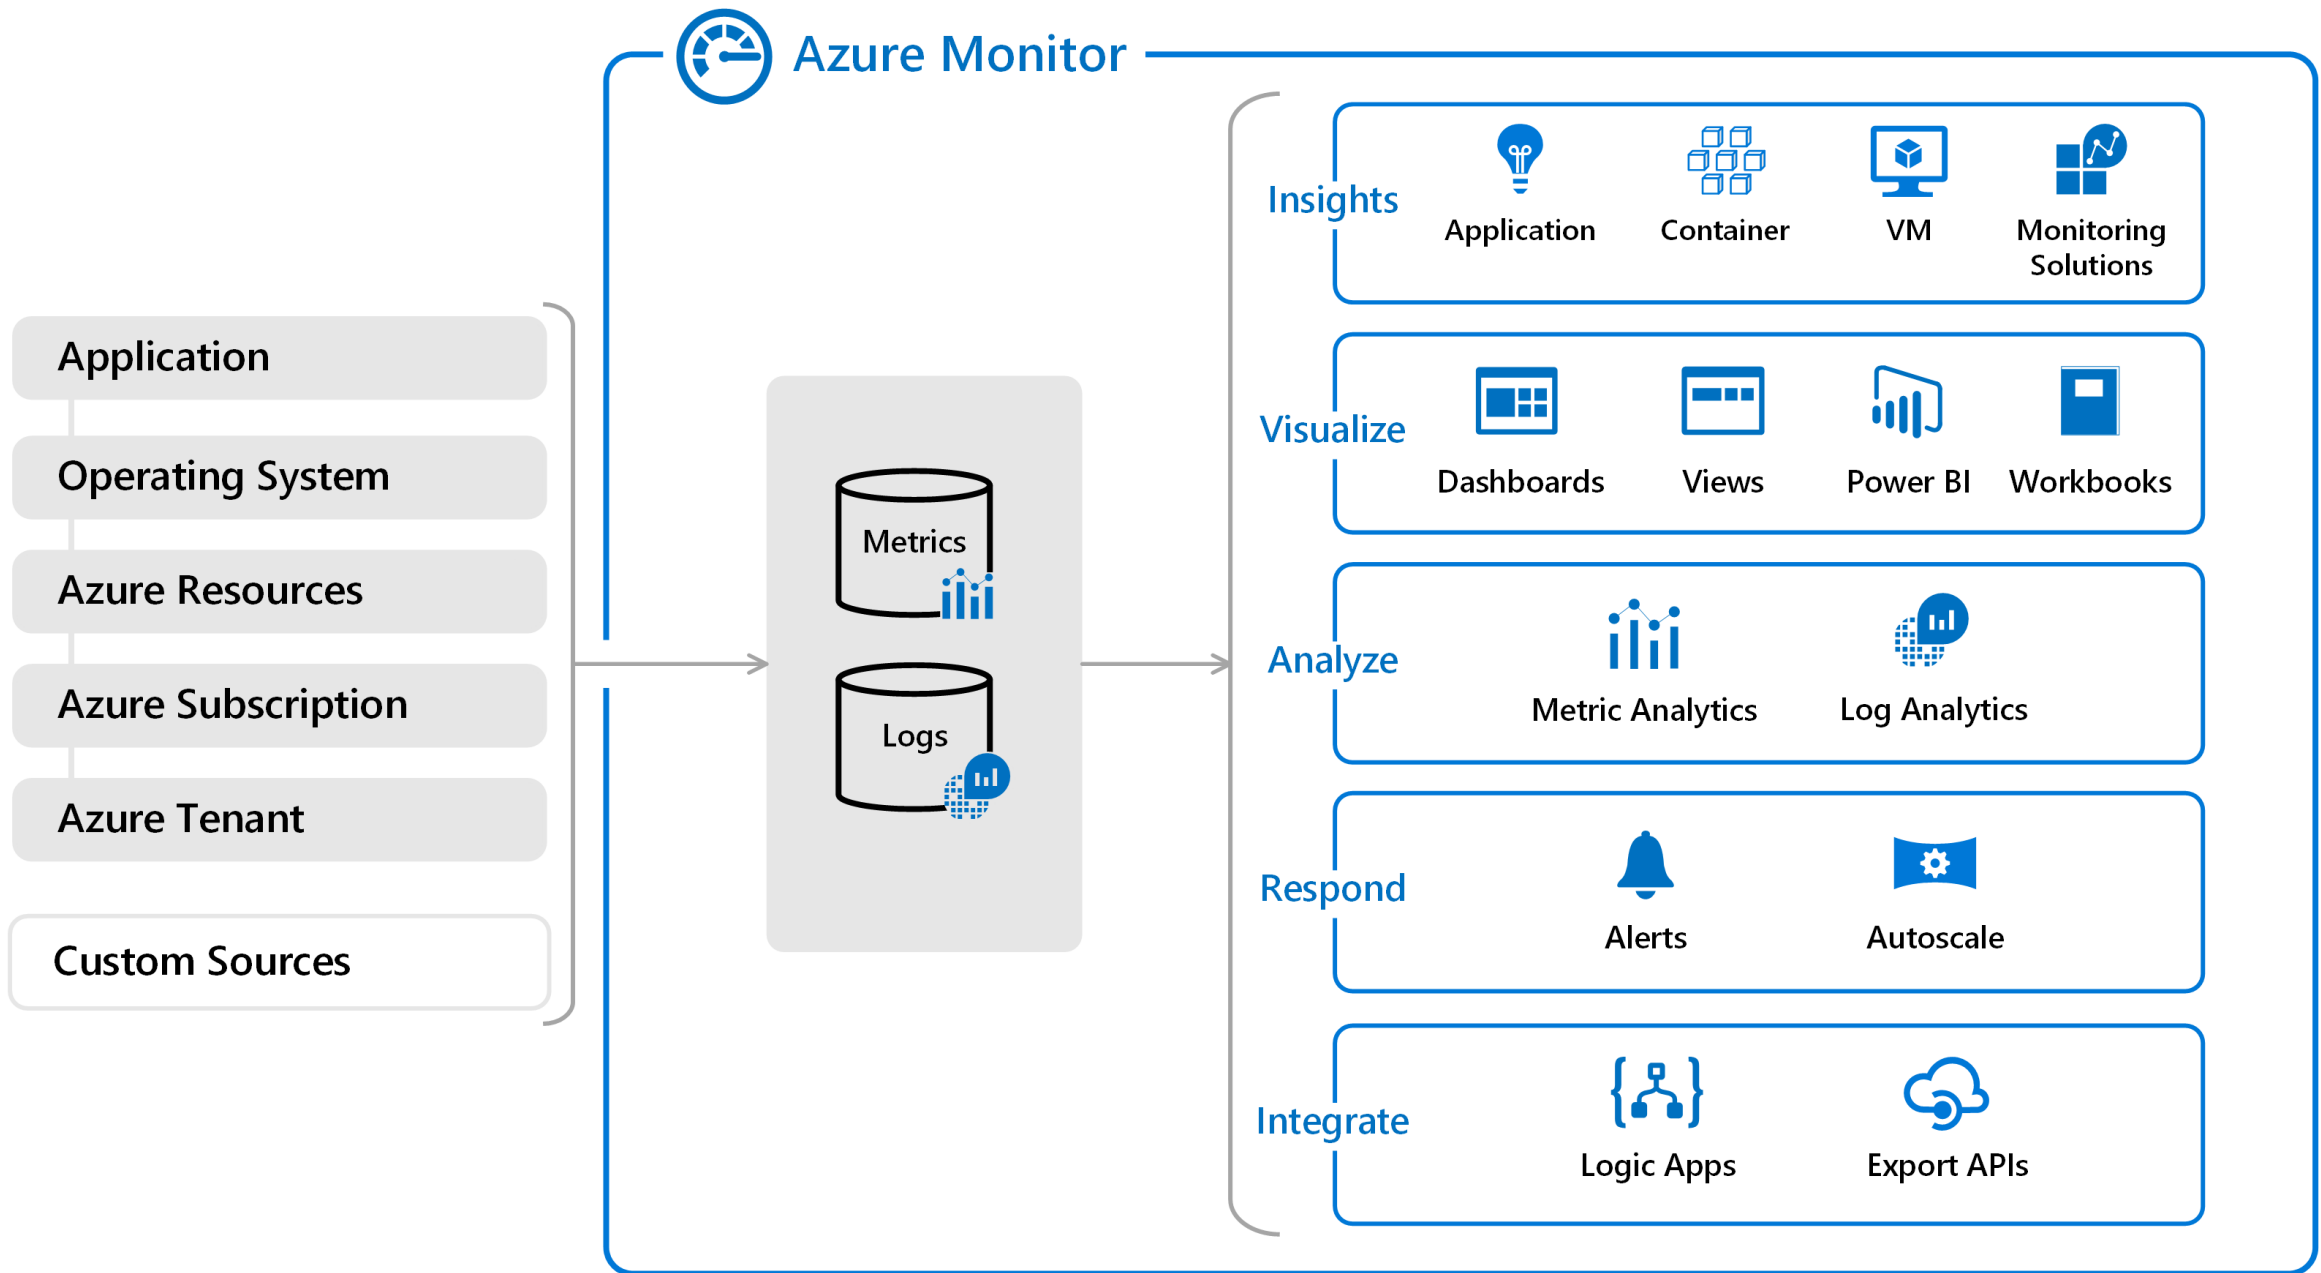 Azure Monitor
Application
Operating System
Azure Resources
Azure Subscription
Azure Tenant
Custom Sources
Metrics
Logs
Insights
Application
Container
VM
Monitoring
Solutions
Visualize
Dashboards
Views
Power BI
Workbooks
Analyze
Metric Analytics
Log Analytics
Respond
Alerts
Autoscale
Integrate
Logic Apps
Export APIs